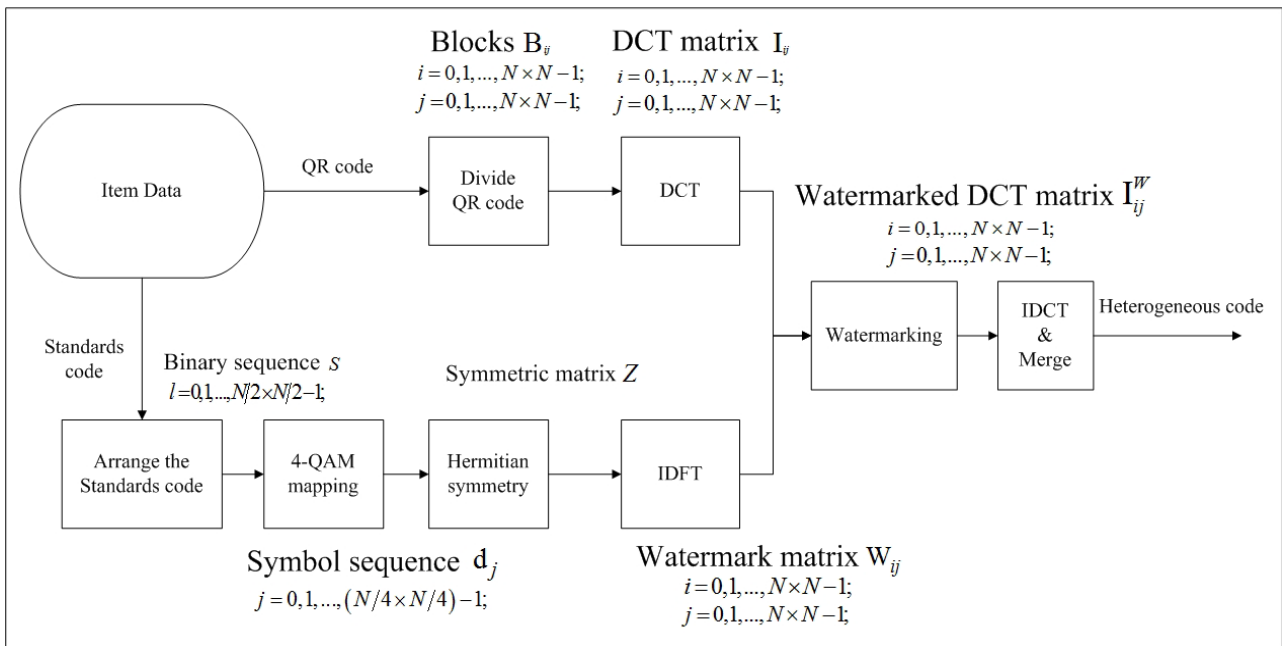 Blocks B_ij
i = 0,1,...,N×N−1;
j = 0,1,...,N×N−1;
DCT matrix I_ij
i = 0,1,...,N×N−1;
j = 0,1,...,N×N−1;
Item Data
QR code
Divide
QR code
DCT
Watermarked DCT matrix I_ij^W
i = 0,1,...,N×N−1;
j = 0,1,...,N×N−1;
Watermarking
IDCT
&
Merge
Heterogeneous code
Standards
code
Binary sequence s
l = 0,1,...,N/2×N/2−1;
Symmetric matrix Z
Arrange the
Standards code
4-QAM
mapping
Hermitian
symmetry
IDFT
Symbol sequence d_j
j = 0,1,...,(N/4×N/4)−1;
Watermark matrix W_ij
i = 0,1,...,N×N−1;
j = 0,1,...,N×N−1;